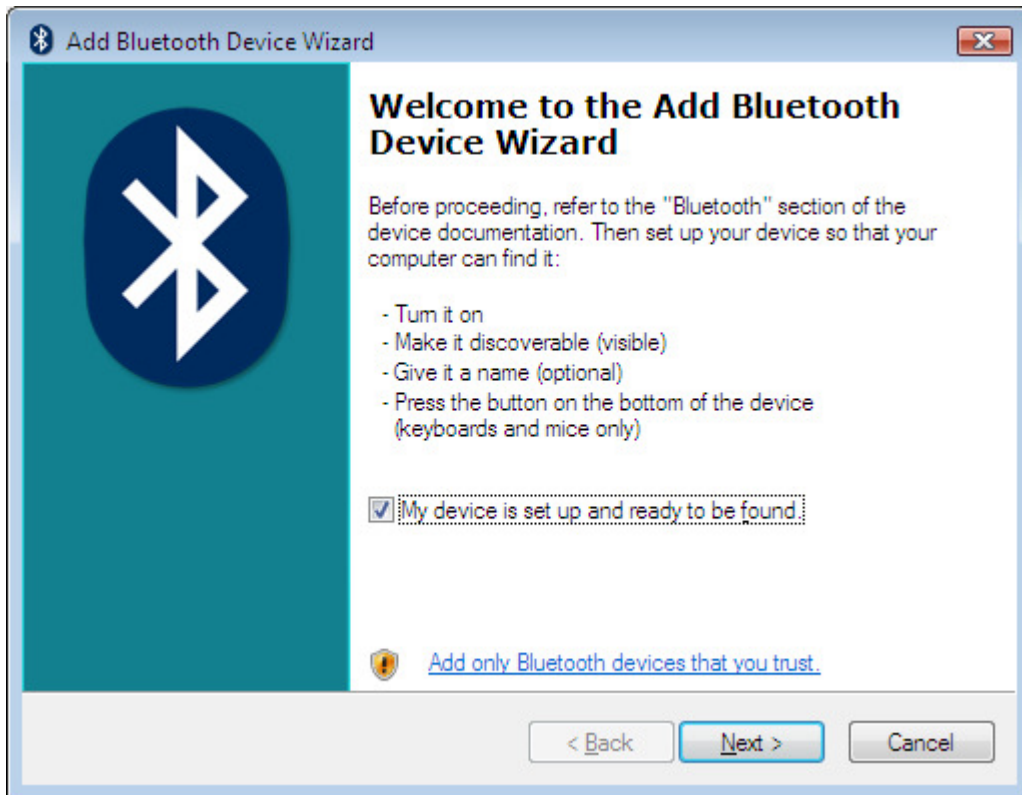 Add Bluetooth Device Wizard
Welcome to the Add Bluetooth
Device Wizard
Before proceeding, refer to the "Bluetooth" section of the
device documentation. Then set up your device so that your
computer can find it:
- Turn it on
- Make it discoverable (visible)
- Give it a name (optional)
- Press the button on the bottom of the device
(keyboards and mice only)
My device is set up and ready to be found.
Add only Bluetooth devices that you trust.
< Back Next > Cancel